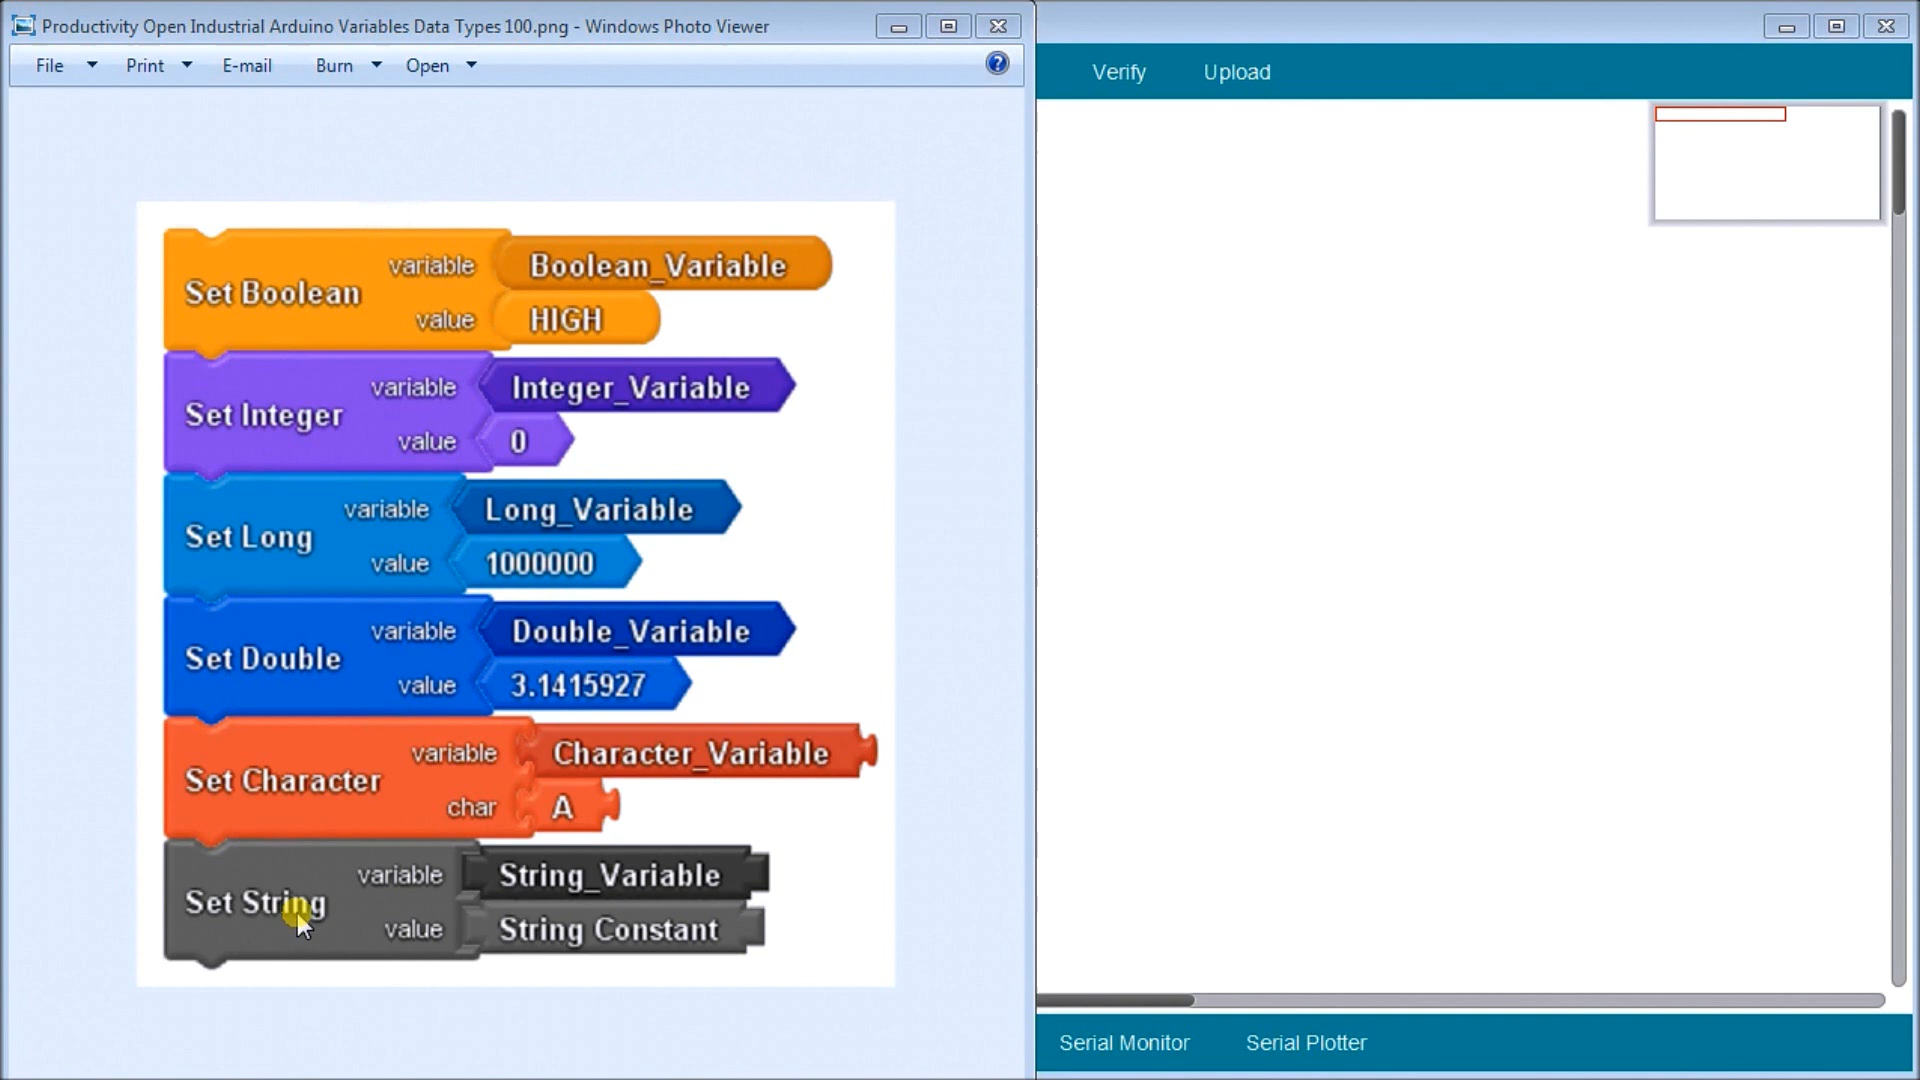 Productivity Open Industrial Arduino Variables Data Types 100.png - Windows Photo Viewer
File Print E-mail Burn Open
Verify Upload
Set Boolean variable Boolean_Variable
value HIGH
Set Integer variable Integer_Variable
value 0
Set Long variable Long_Variable
value 1000000
Set Double variable Double_Variable
value 3.1415927
Set Character variable Character_Variable
char A
Set String variable String_Variable
value String Constant
Serial Monitor Serial Plotter